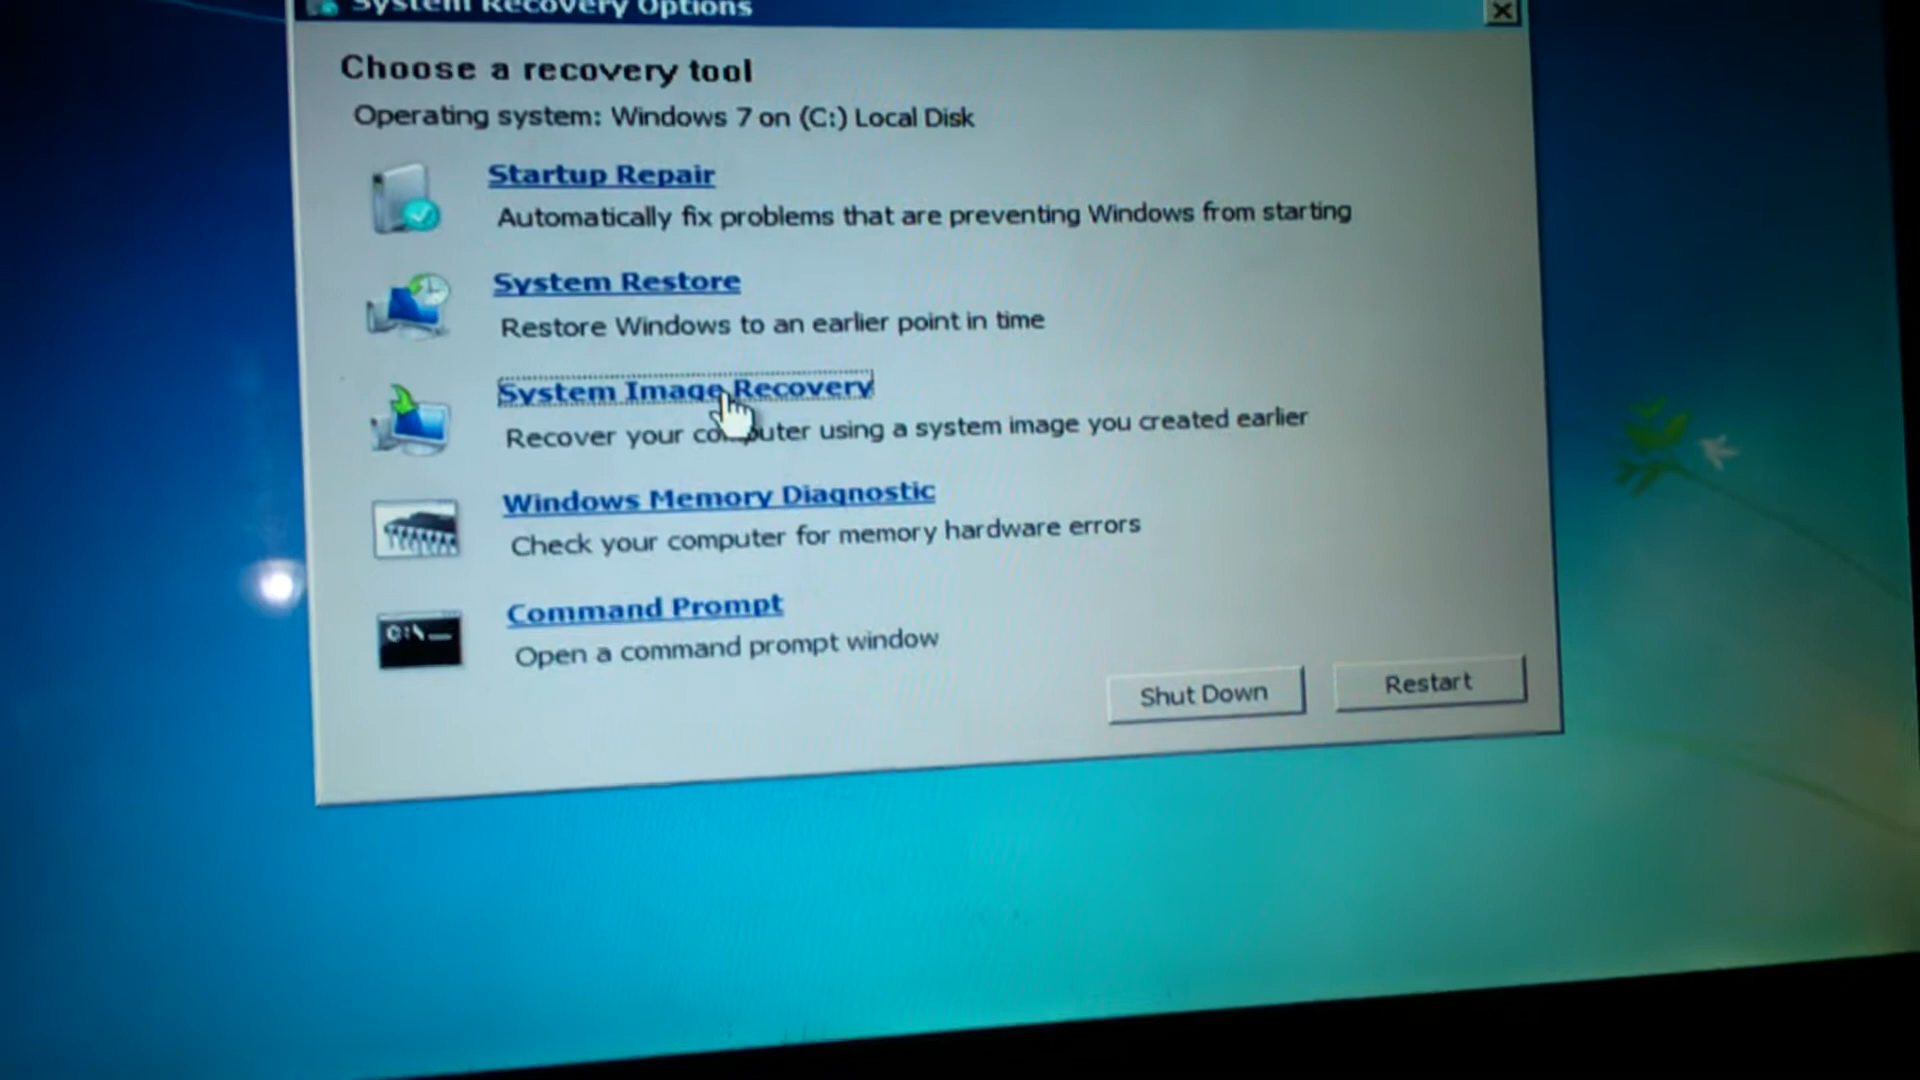 System Recovery Options
Choose a recovery tool
Operating system: Windows 7 on (C:) Local Disk
Startup Repair
Automatically fix problems that are preventing Windows from starting
System Restore
Restore Windows to an earlier point in time
System Image Recovery
Recover your computer using a system image you created earlier
Windows Memory Diagnostic
Check your computer for memory hardware errors
C:\_
Command Prompt
Open a command prompt window
Shut Down
Restart